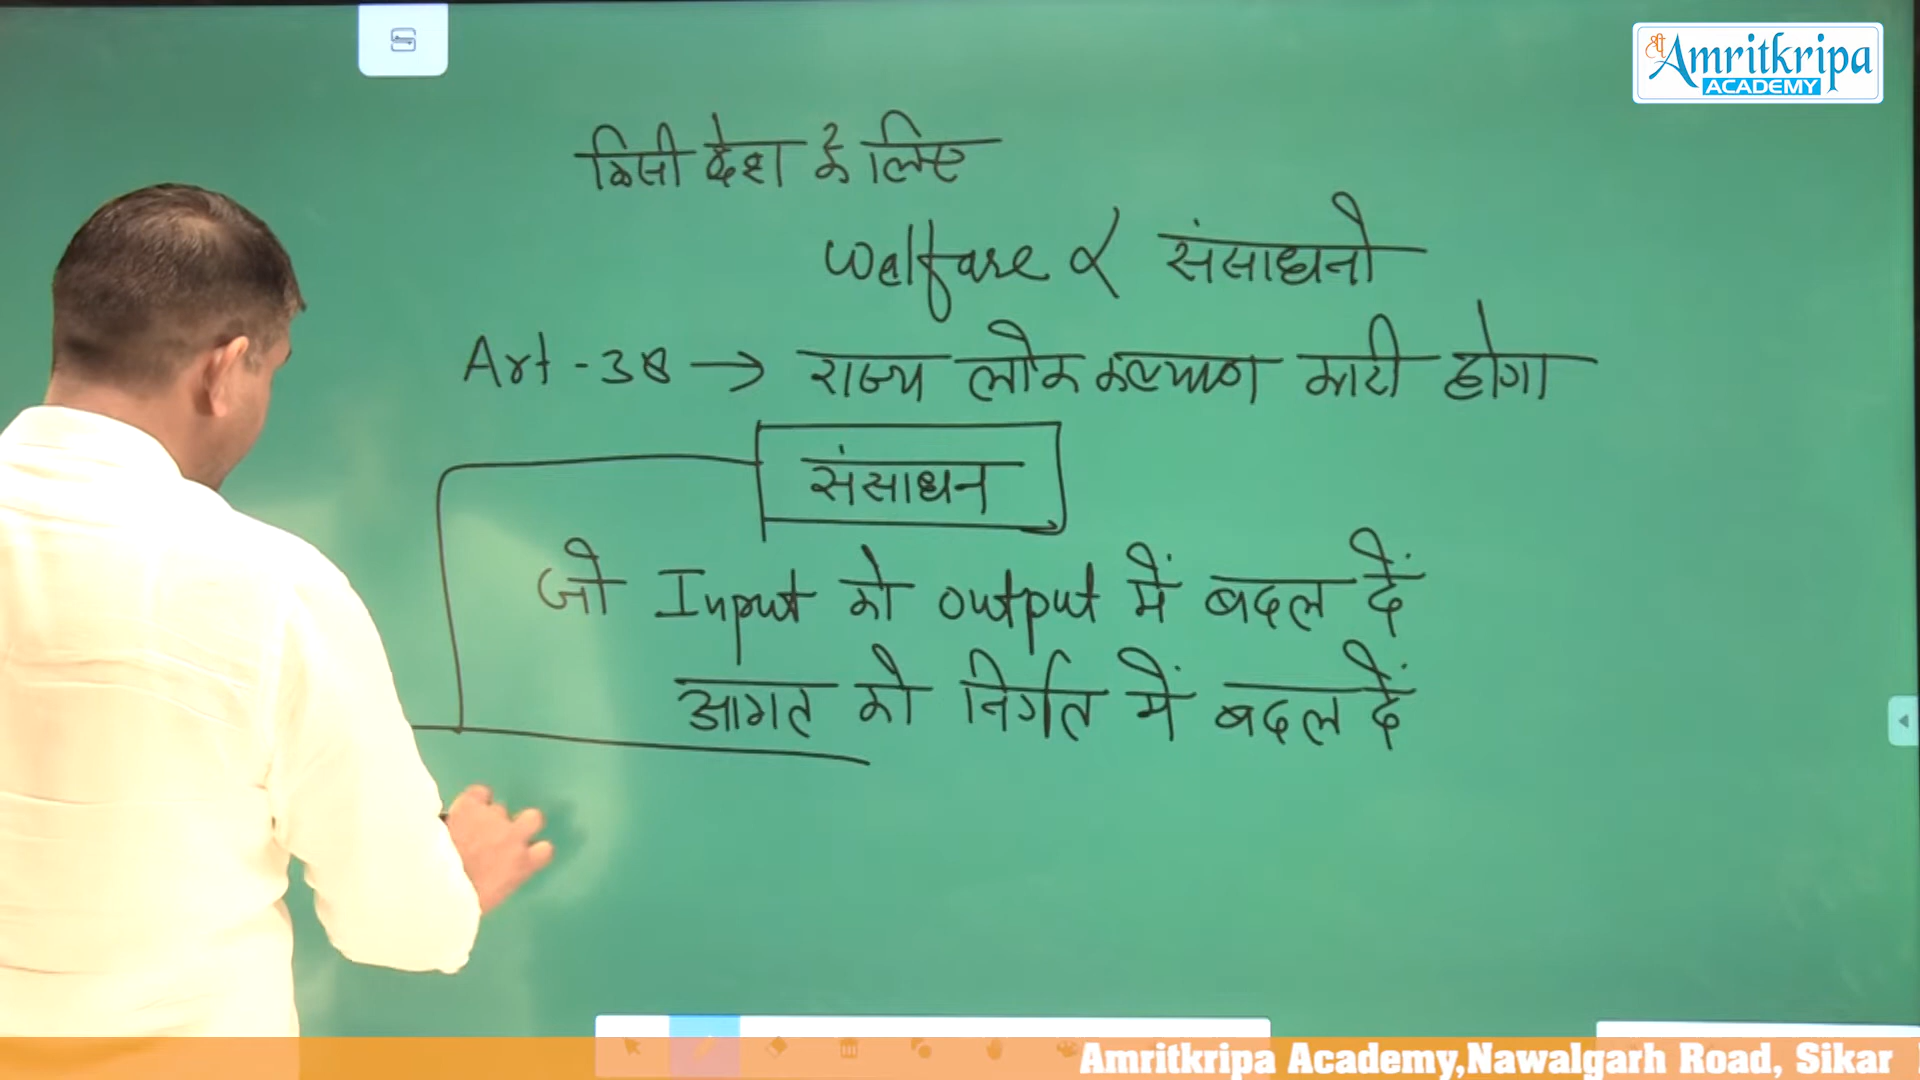 श्री Amritkripa
ACADEMY
किसी देश के लिए
Welfare ∝ संसाधनो
Art - 38 → राज्य लोक कल्याण कारी होगा
संसाधन
जो Input को output में बदल दें
आगत को निर्गत में बदल दें
Amritkripa Academy,Nawalgarh Road, Sikar